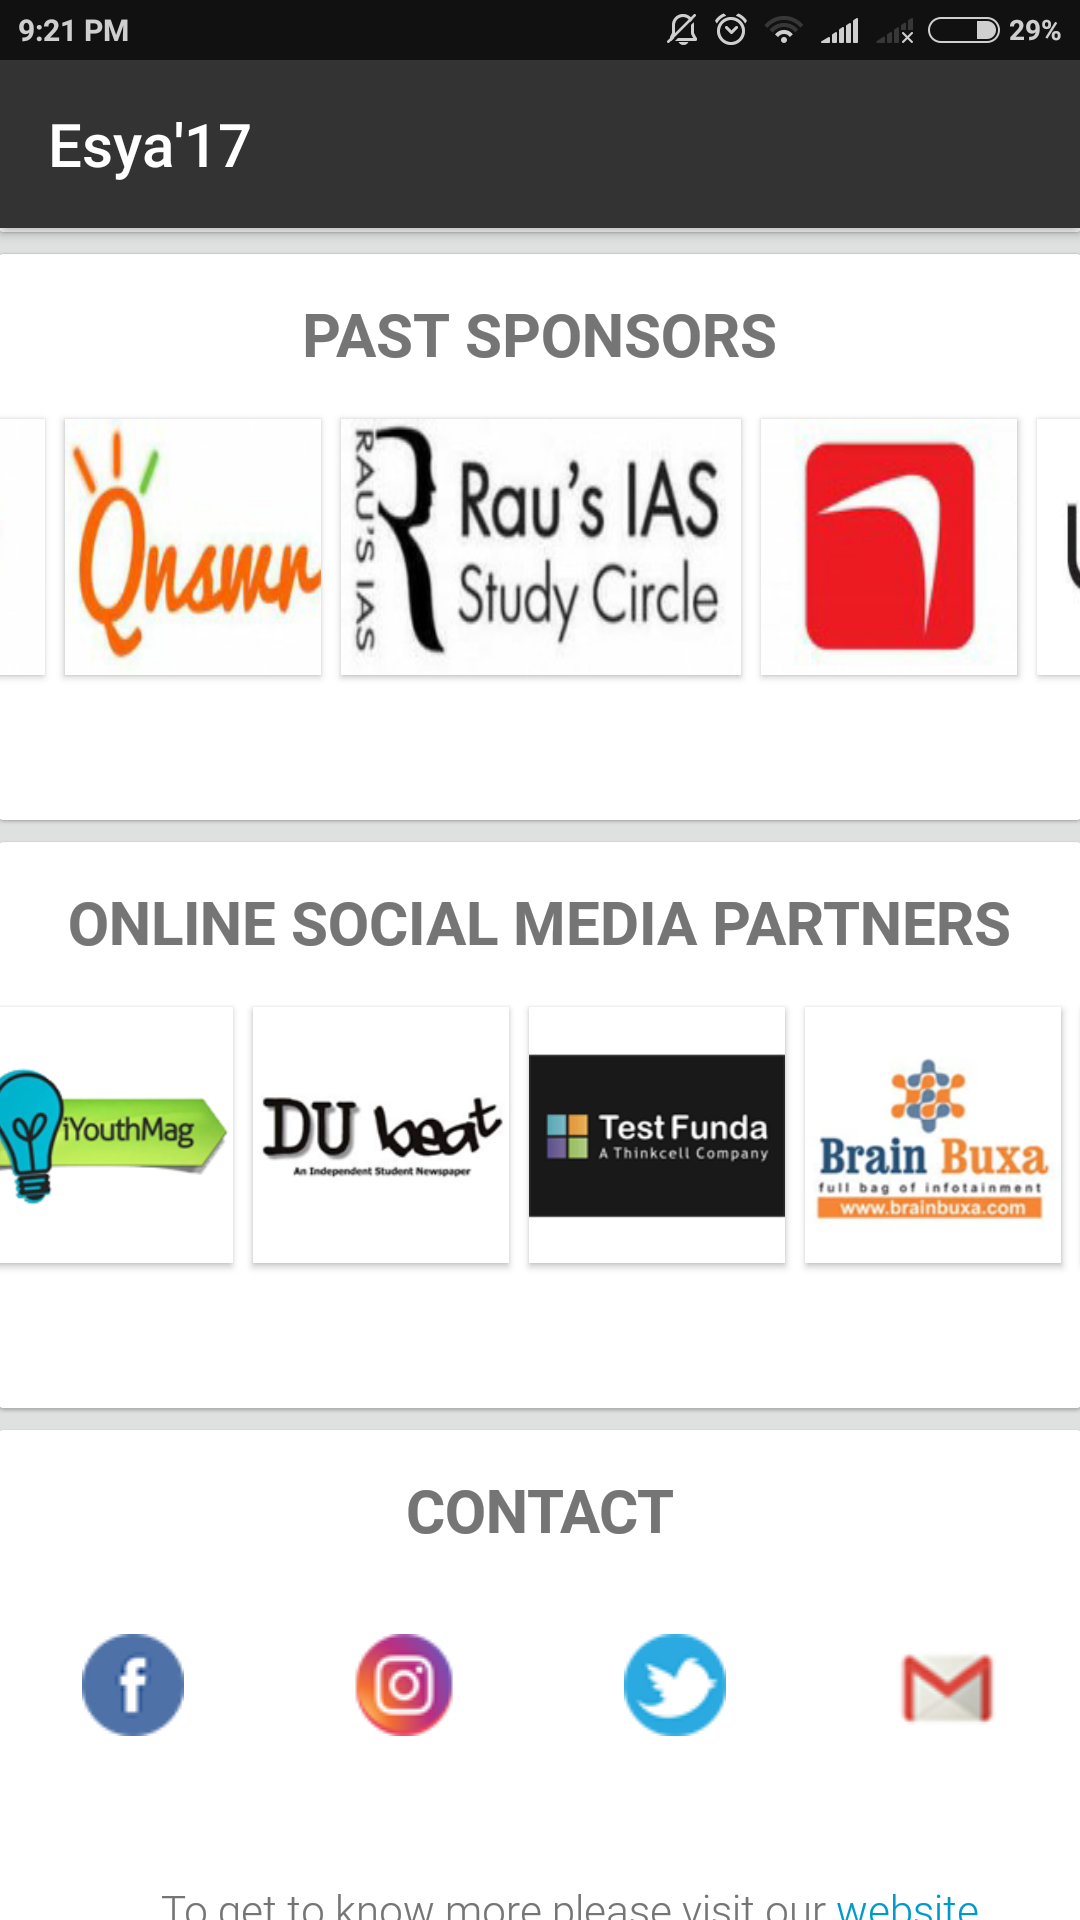 9:21 PM
29%
Esya'17
PAST SPONSORS
Qnswr
RAU'S IAS
Rau's IAS
Study Circle
ONLINE SOCIAL MEDIA PARTNERS
iYouthMag
DU beat
An Independent Student Newspaper
Test Funda
A Thinkcell Company
Brain Buxa
full bag of infotainment
www.brainbuxa.com
CONTACT
To get to know more please visit our website